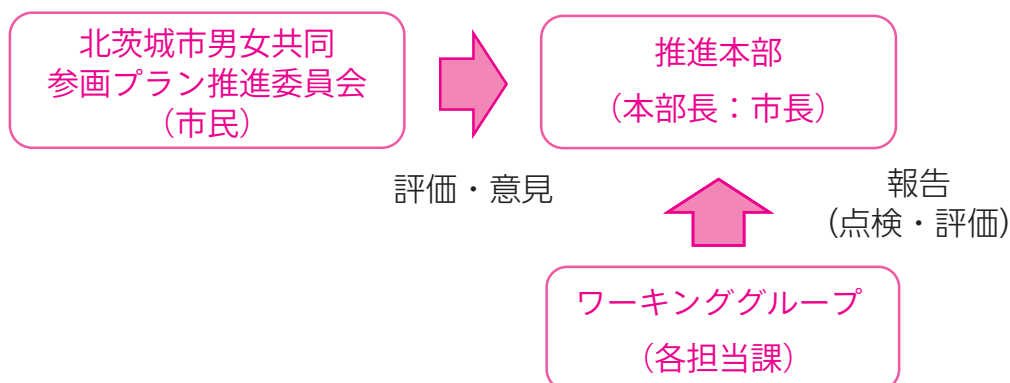 北茨城市男女共同
参画プラン推進委員会
（市民）
推進本部
（本部長：市長）
評価・意見
報告
(点検・評価)
ワーキンググループ
（各担当課）